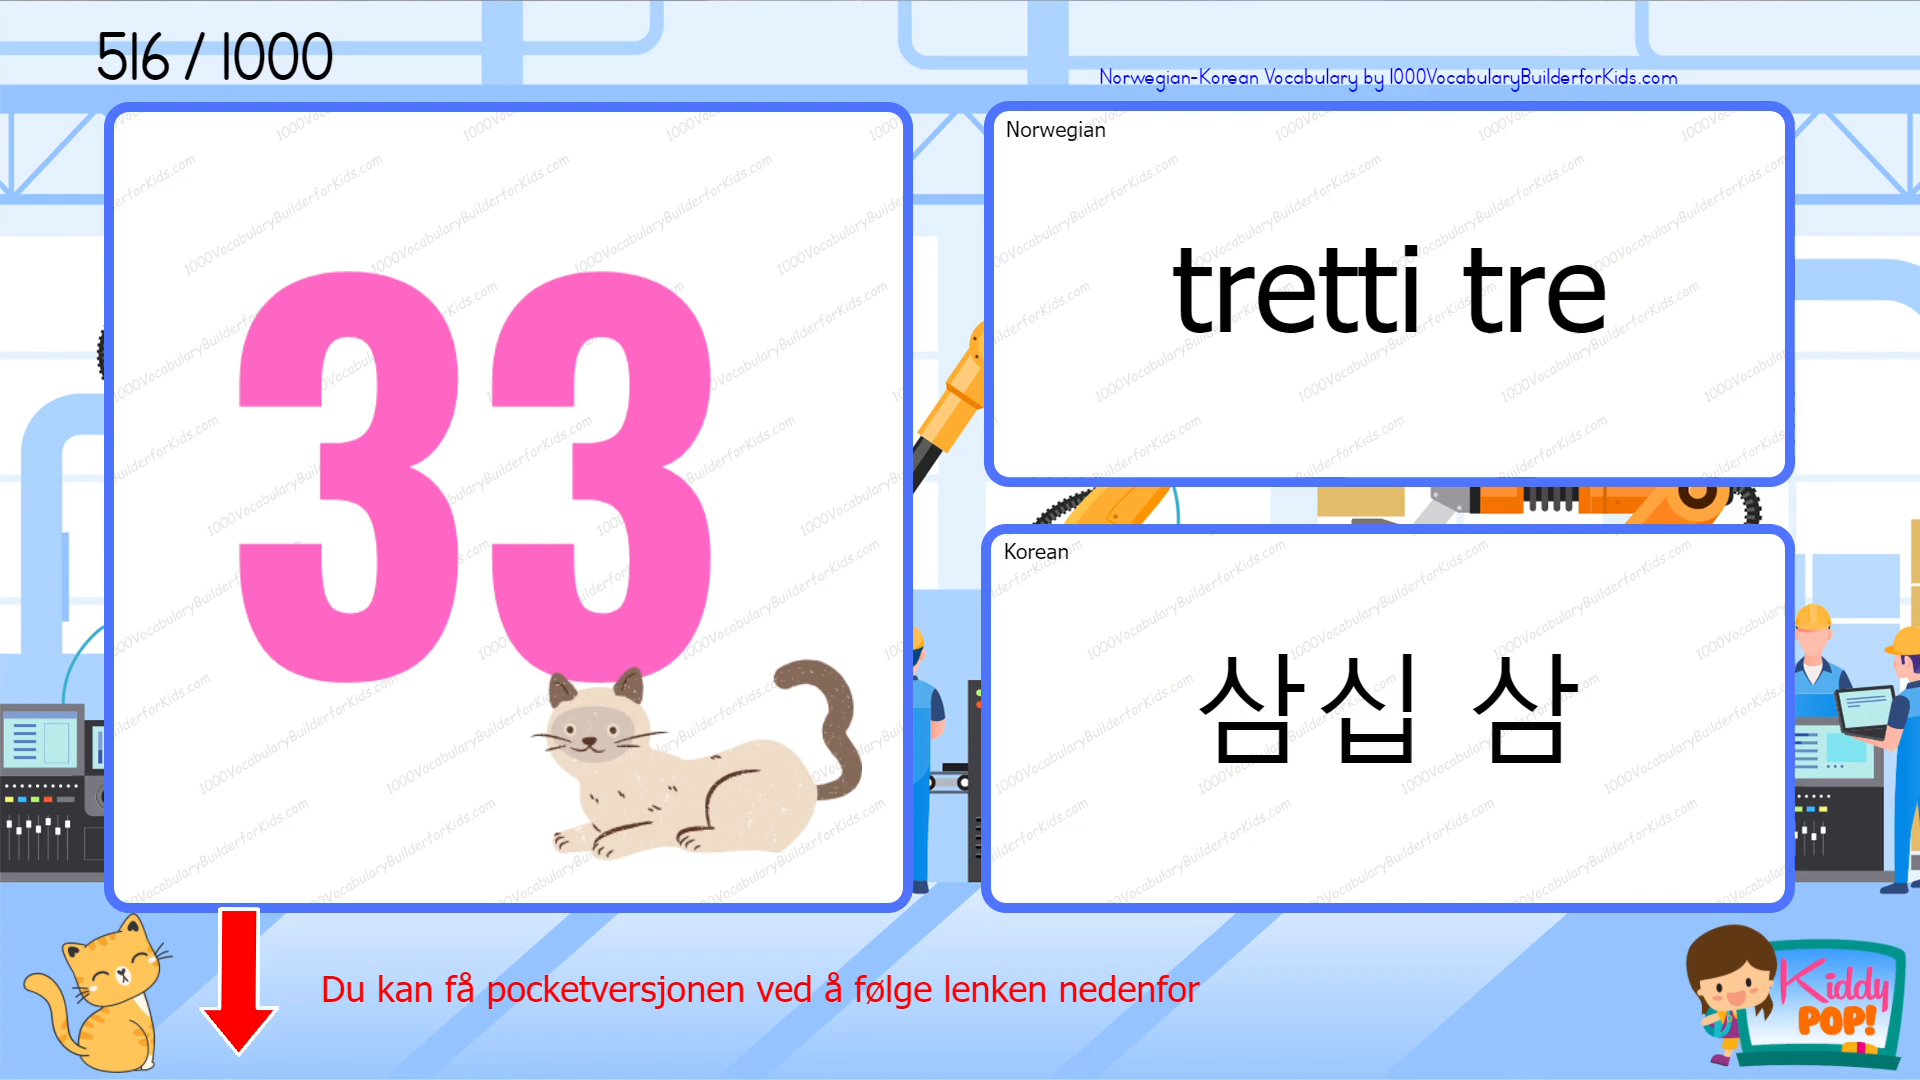 516 / 1000
Norwegian-Korean Vocabulary by 1000VocabularyBuilderforKids.com
33
Norwegian
tretti tre
Korean
삼십 삼
Du kan få pocketversjonen ved å følge lenken nedenfor
Kiddy
POP!